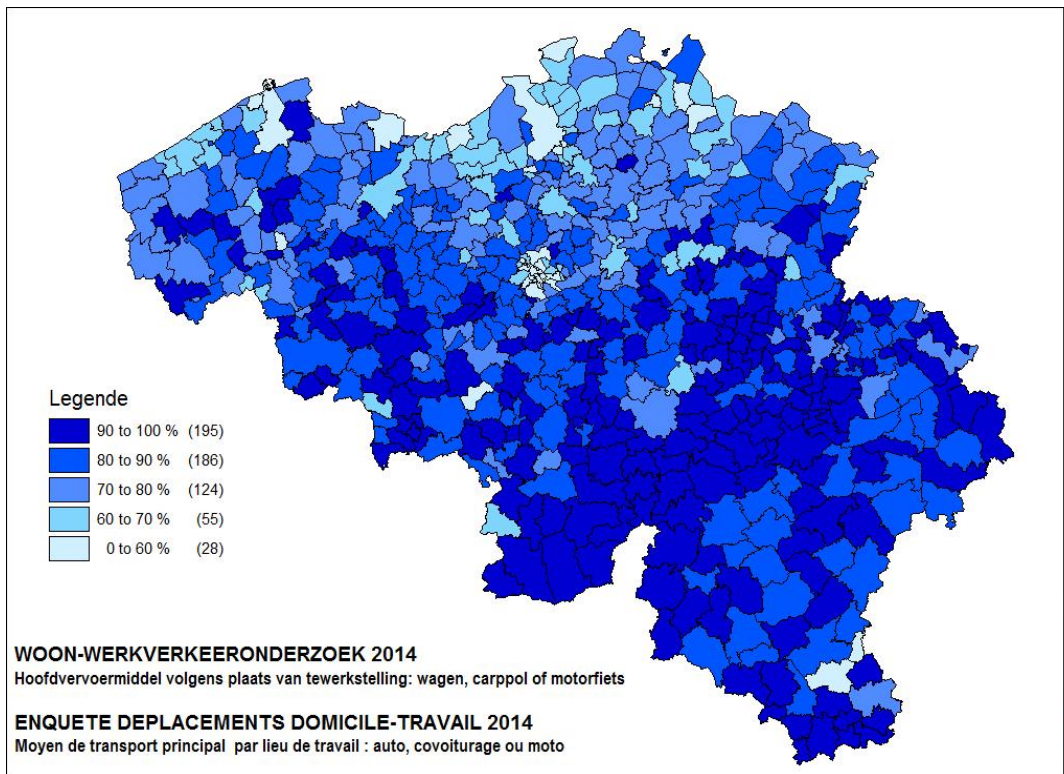 Legende
90 to 100 % (195)
80 to 90 % (186)
70 to 80 % (124)
60 to 70 % (55)
0 to 60 % (28)
WOON-WERKVERKEERONDERZOEK 2014
Hoofdvervoermiddel volgens plaats van tewerkstelling: wagen, carppol of motorfiets
ENQUETE DEPLACEMENTS DOMICILE-TRAVAIL 2014
Moyen de transport principal par lieu de travail : auto, covoiturage ou moto